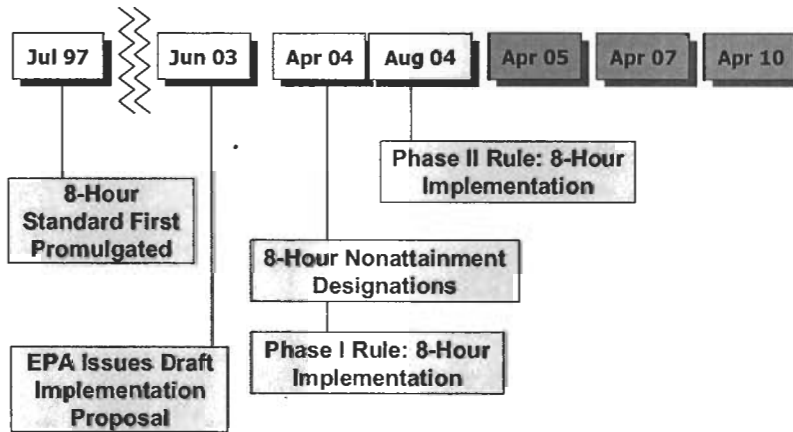 Jul 97
Jun 03
Apr 04
Aug 04
Apr 05
Apr 07
Apr 10
Phase II Rule: 8-Hour
Implementation
8-Hour
Standard First
Promulgated
8-Hour Nonattainment
Designations
Phase I Rule: 8-Hour
Implementation
EPA Issues Draft
Implementation
Proposal